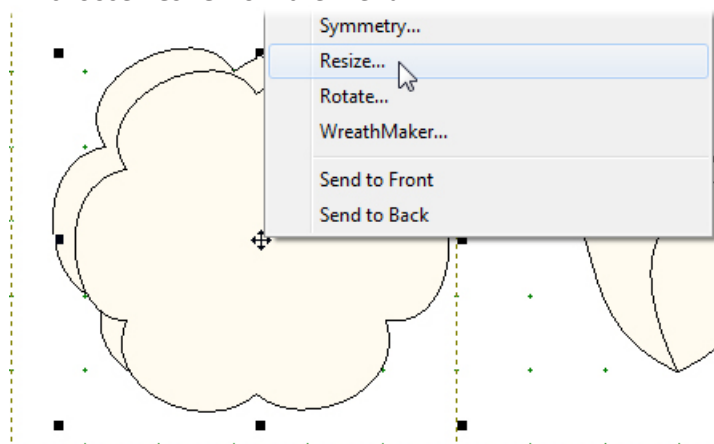 Symmetry...
Resize...
Rotate...
WreathMaker...
Send to Front
Send to Back